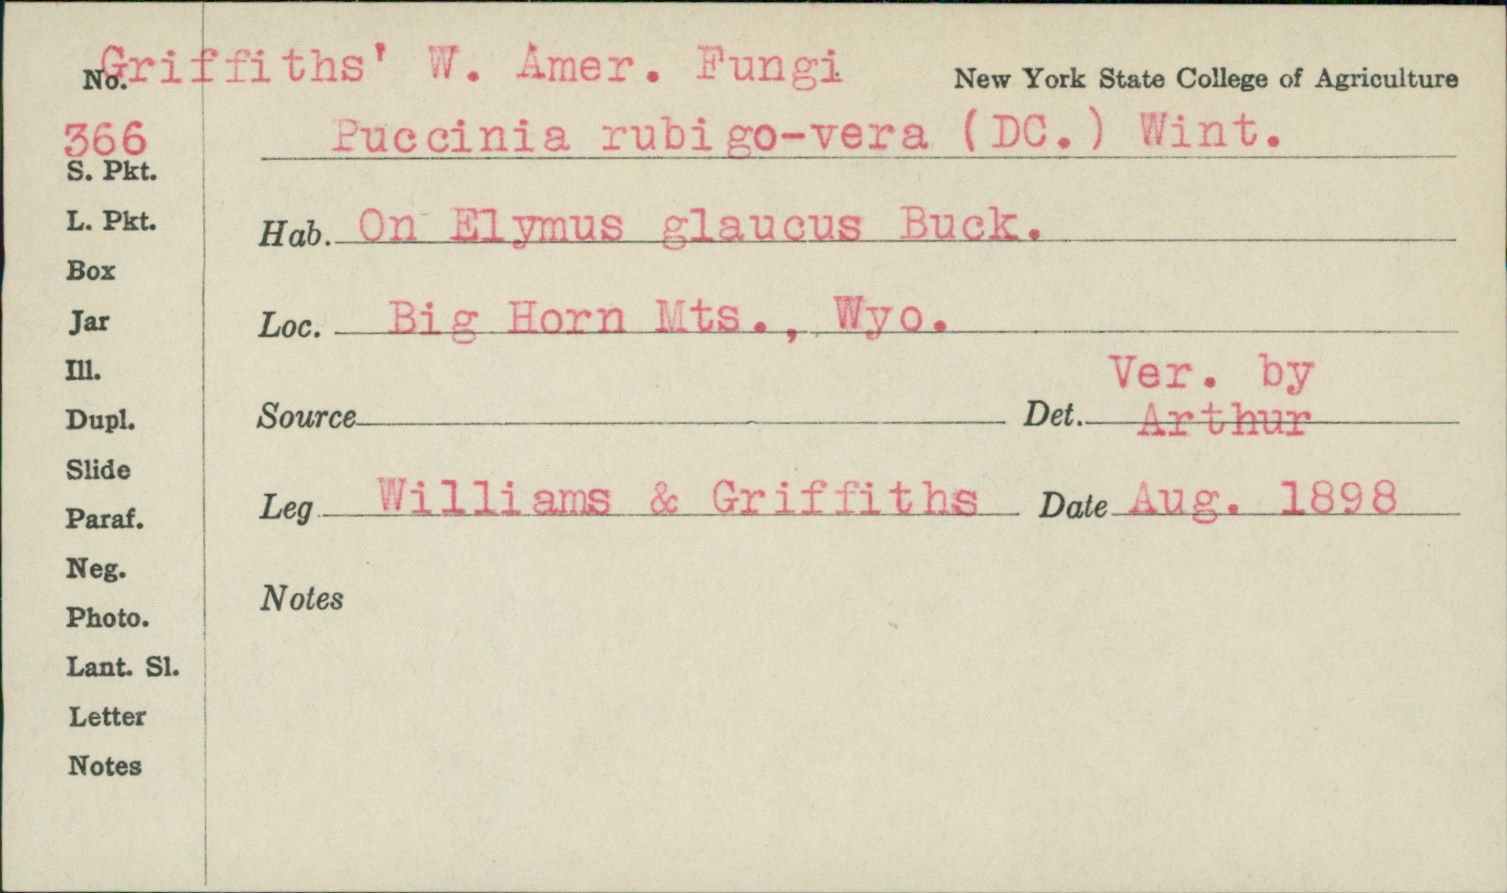 Griffiths' W. Amer. Fungi
No.
New York State College of Agriculture
366
Puccinia rubigo-vera (DC.) Wint.
S. Pkt.
L. Pkt.
Hab. On Elymus glaucus Buck.
Box
Jar
Loc. Big Horn Mts., Wyo.
Ill.
Ver. by
Dupl.
Source Det. Arthur
Slide
Leg Williams & Griffiths Date Aug. 1898
Paraf.
Neg.
Notes
Photo.
Lant. Sl.
Letter
Notes